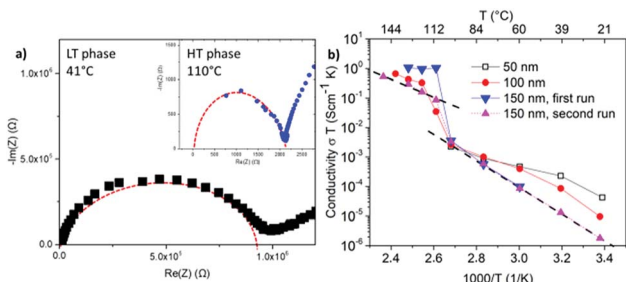 a)
LT phase
41°C
HT phase
110°C
-Im(Z) (Ω)
1.0x10⁶
5.0x10⁵
0.0
0.0
5.0x10⁵
1.0x10⁶
Re(Z) (Ω)
-Im(Z) (Ω)
1000
500
0
0
500
1000
1500
2000
2500
Re(Z) (Ω)
b)
T (°C)
144 112 84 60 39 21
Conductivity σ T (Scm⁻¹ K)
10¹
10⁰
10⁻¹
10⁻²
10⁻³
10⁻⁴
10⁻⁵
10⁻⁶
50 nm
100 nm
150 nm, first run
150 nm, second run
2.4 2.6 2.8 3.0 3.2 3.4
1000/T (1/K)